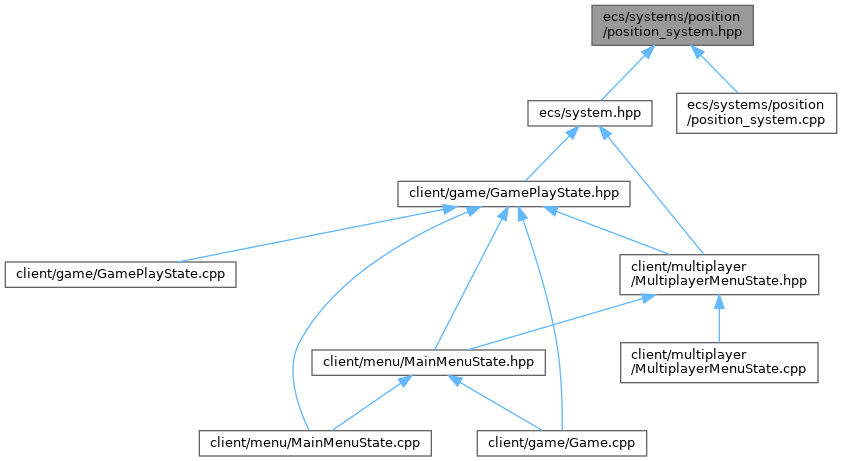 ecs/systems/position
/position_system.hpp
ecs/system.hpp
ecs/systems/position
/position_system.cpp
client/game/GamePlayState.hpp
client/game/GamePlayState.cpp
client/multiplayer
/MultiplayerMenuState.hpp
client/menu/MainMenuState.hpp
client/multiplayer
/MultiplayerMenuState.cpp
client/menu/MainMenuState.cpp
client/game/Game.cpp